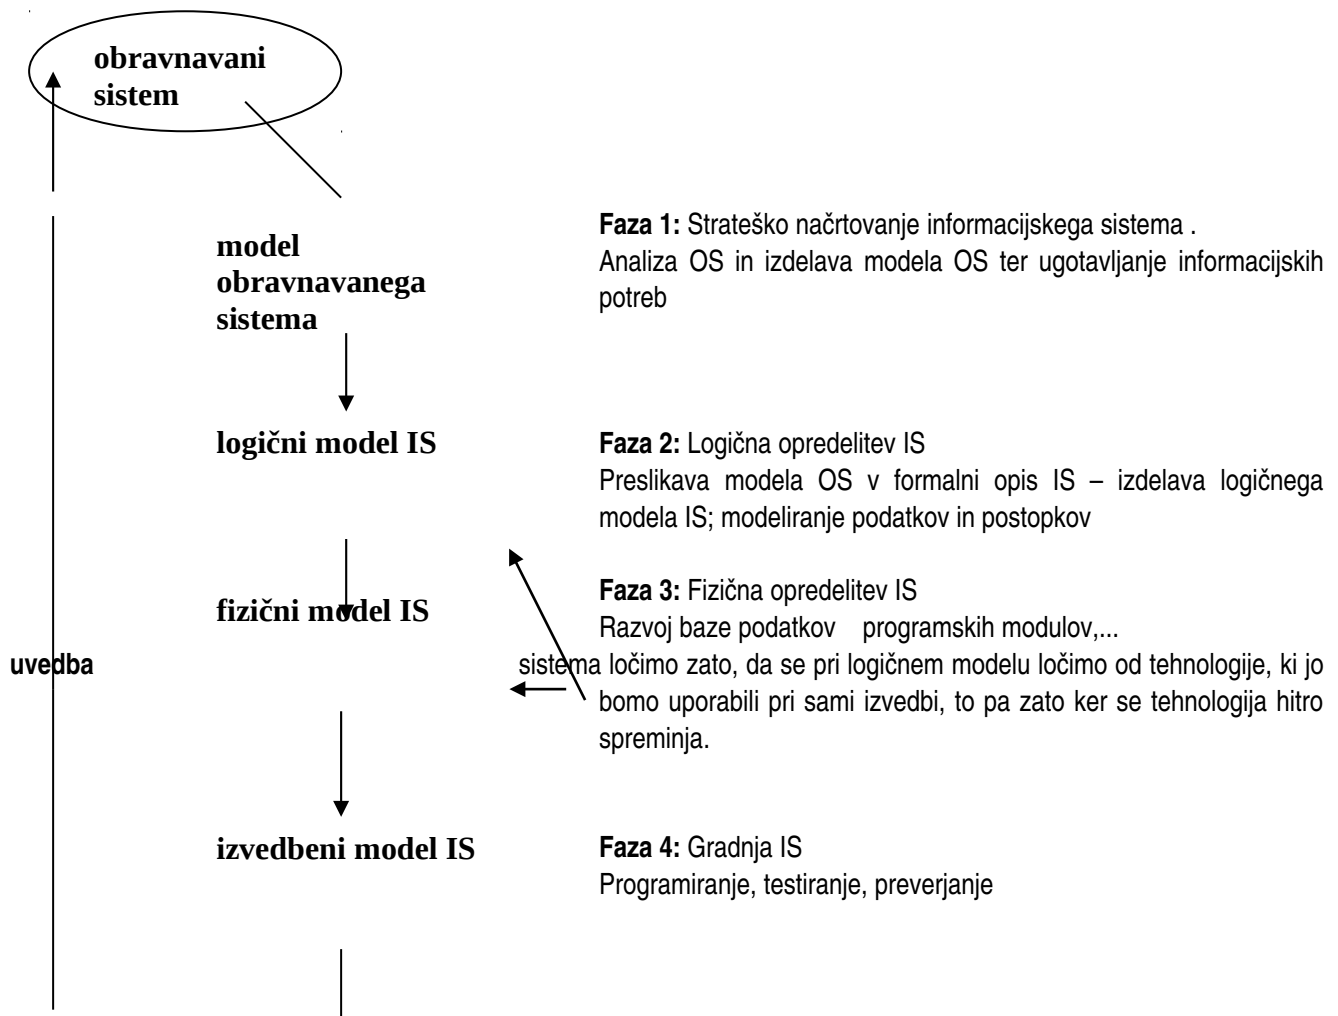 obravnavani
sistem
model
obravnavanega
sistema
Faza 1: Strateško načrtovanje informacijskega sistema .
Analiza OS in izdelava modela OS ter ugotavljanje informacijskih
potreb
logični model IS
Faza 2: Logična opredelitev IS
Preslikava modela OS v formalni opis IS – izdelava logičnega
modela IS; modeliranje podatkov in postopkov
fizični model IS
Faza 3: Fizična opredelitev IS
Razvoj baze podatkov programskih modulov,...
uvedba
sistema ločimo zato, da se pri logičnem modelu ločimo od tehnologije, ki jo
bomo uporabili pri sami izvedbi, to pa zato ker se tehnologija hitro
spreminja.
izvedbeni model IS
Faza 4: Gradnja IS
Programiranje, testiranje, preverjanje